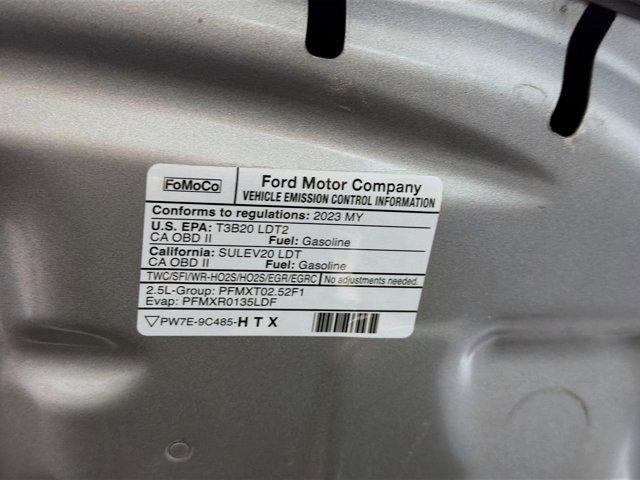 FoMoCo
Ford Motor Company
VEHICLE EMISSION CONTROL INFORMATION
Conforms to regulations: 2023 MY
U.S. EPA: T3B20 LDT2
CA OBD II Fuel: Gasoline
California: SULEV20 LDT
CA OBD II Fuel: Gasoline
TWC/SFI/WR-HO2S/HO2S/EGR/EGRC No adjustments needed.
2.5L-Group: PFMXT02.52F1
Evap: PFMXR0135LDF
PW7E-9C485-HTX